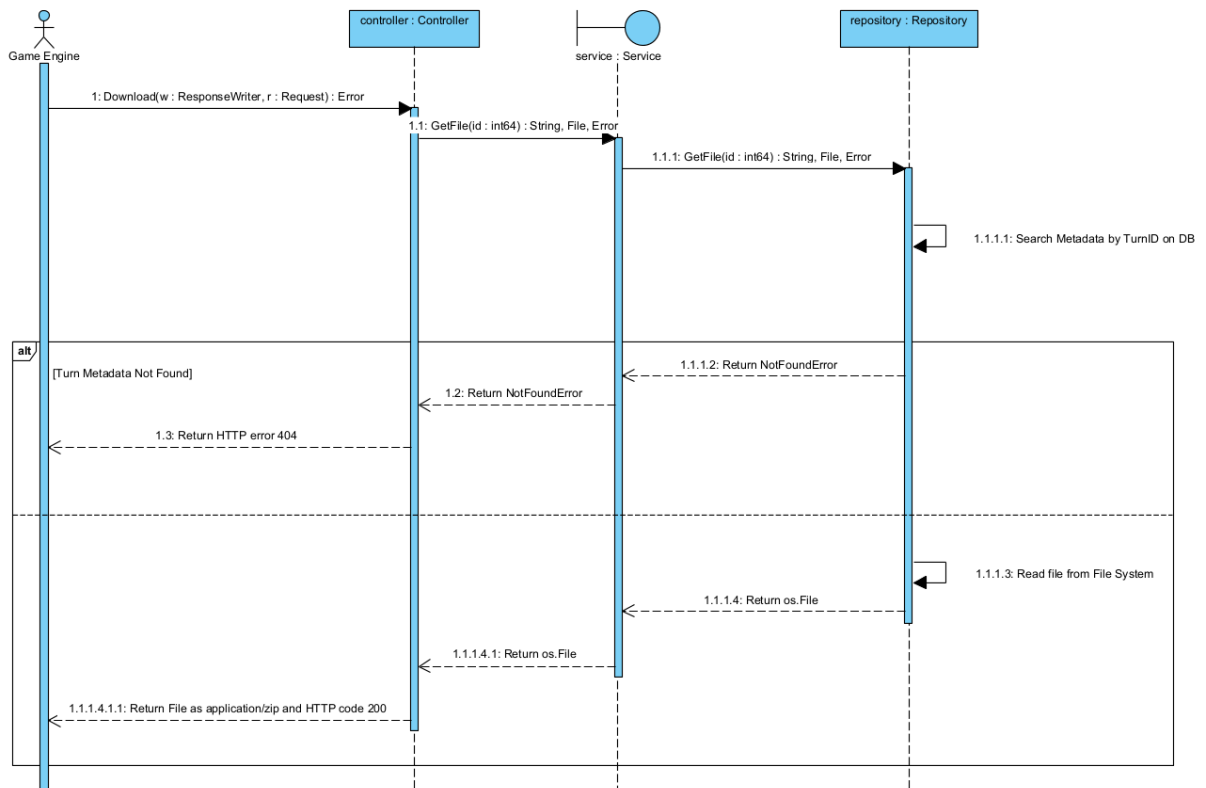 controller : Controller
repository : Repository
Game Engine
service : Service
1: Download(w : ResponseWriter, r : Request) : Error
1.1: GetFile(id : int64) : String, File, Error
1.1.1: GetFile(id : int64) : String, File, Error
1.1.1.1: Search Metadata by TurnID on DB
alt
[Turn Metadata Not Found]
1.1.1.2: Return NotFoundError
1.2: Return NotFoundError
1.3: Return HTTP error 404
1.1.1.3: Read file from File System
1.1.1.4: Return os.File
1.1.1.4.1: Return os.File
1.1.1.4.1.1: Return File as application/zip and HTTP code 200